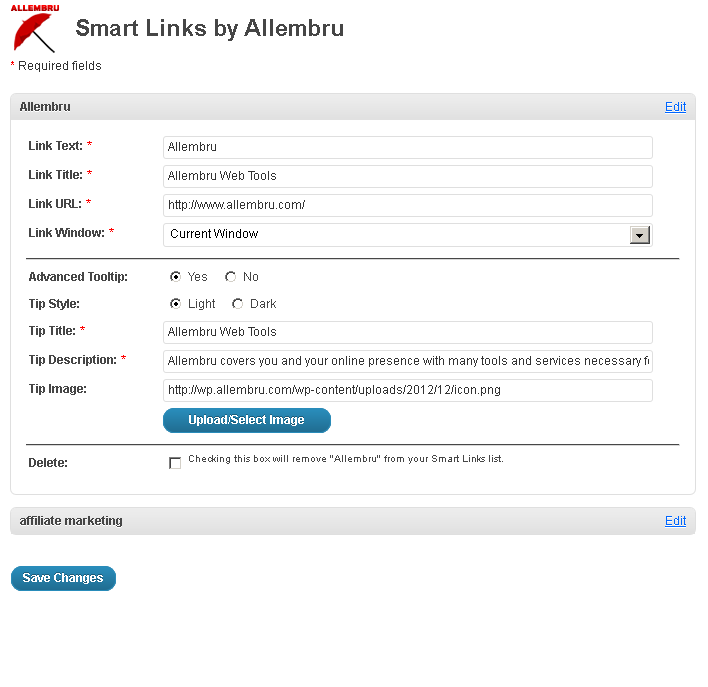 ALLEMBRU
Smart Links by Allembru
* Required fields
Allembru Edit
Link Text: * Allembru
Link Title: * Allembru Web Tools
Link URL: * http://www.allembru.com/
Link Window: * Current Window
Advanced Tooltip: Yes No
Tip Style: Light Dark
Tip Title: * Allembru Web Tools
Tip Description: * Allembru covers you and your online presence with many tools and services necessary f
Tip Image: http://wp.allembru.com/wp-content/uploads/2012/12/icon.png
Upload/Select Image
Delete: Checking this box will remove "Allembru" from your Smart Links list.
affiliate marketing Edit
Save Changes